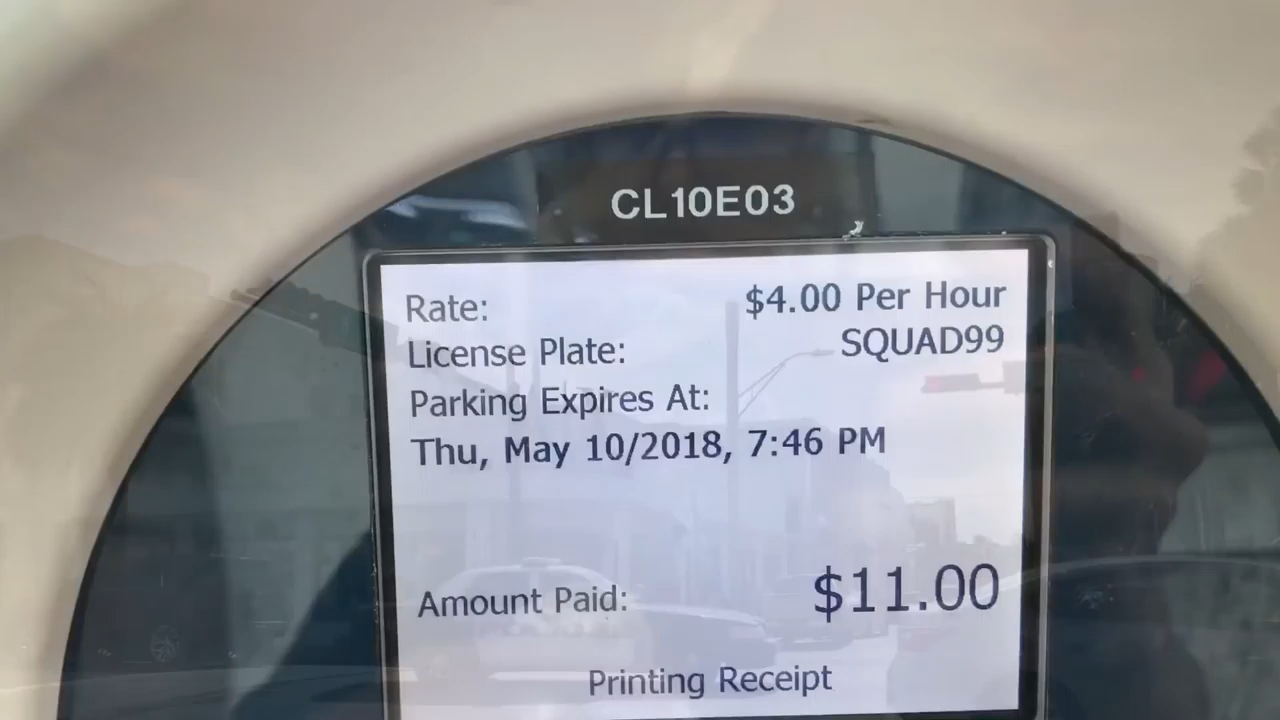 CL10E03
Rate: $4.00 Per Hour
License Plate: SQUAD99
Parking Expires At:
Thu, May 10/2018, 7:46 PM
Amount Paid: $11.00
Printing Receipt